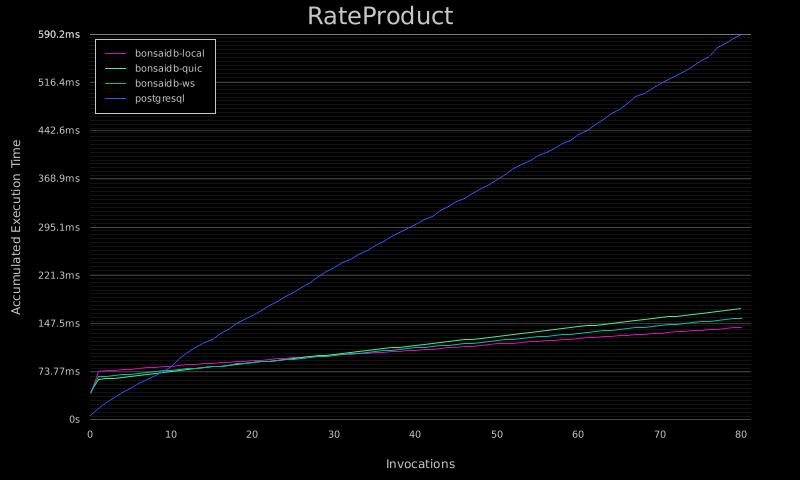 RateProduct
590.2ms
516.4ms
442.6ms
368.9ms
295.1ms
221.3ms
147.5ms
73.77ms
0s
bonsaidb-local
bonsaidb-quic
bonsaidb-ws
postgresql
Accumulated Execution Time
0 10 20 30 40 50 60 70 80
Invocations